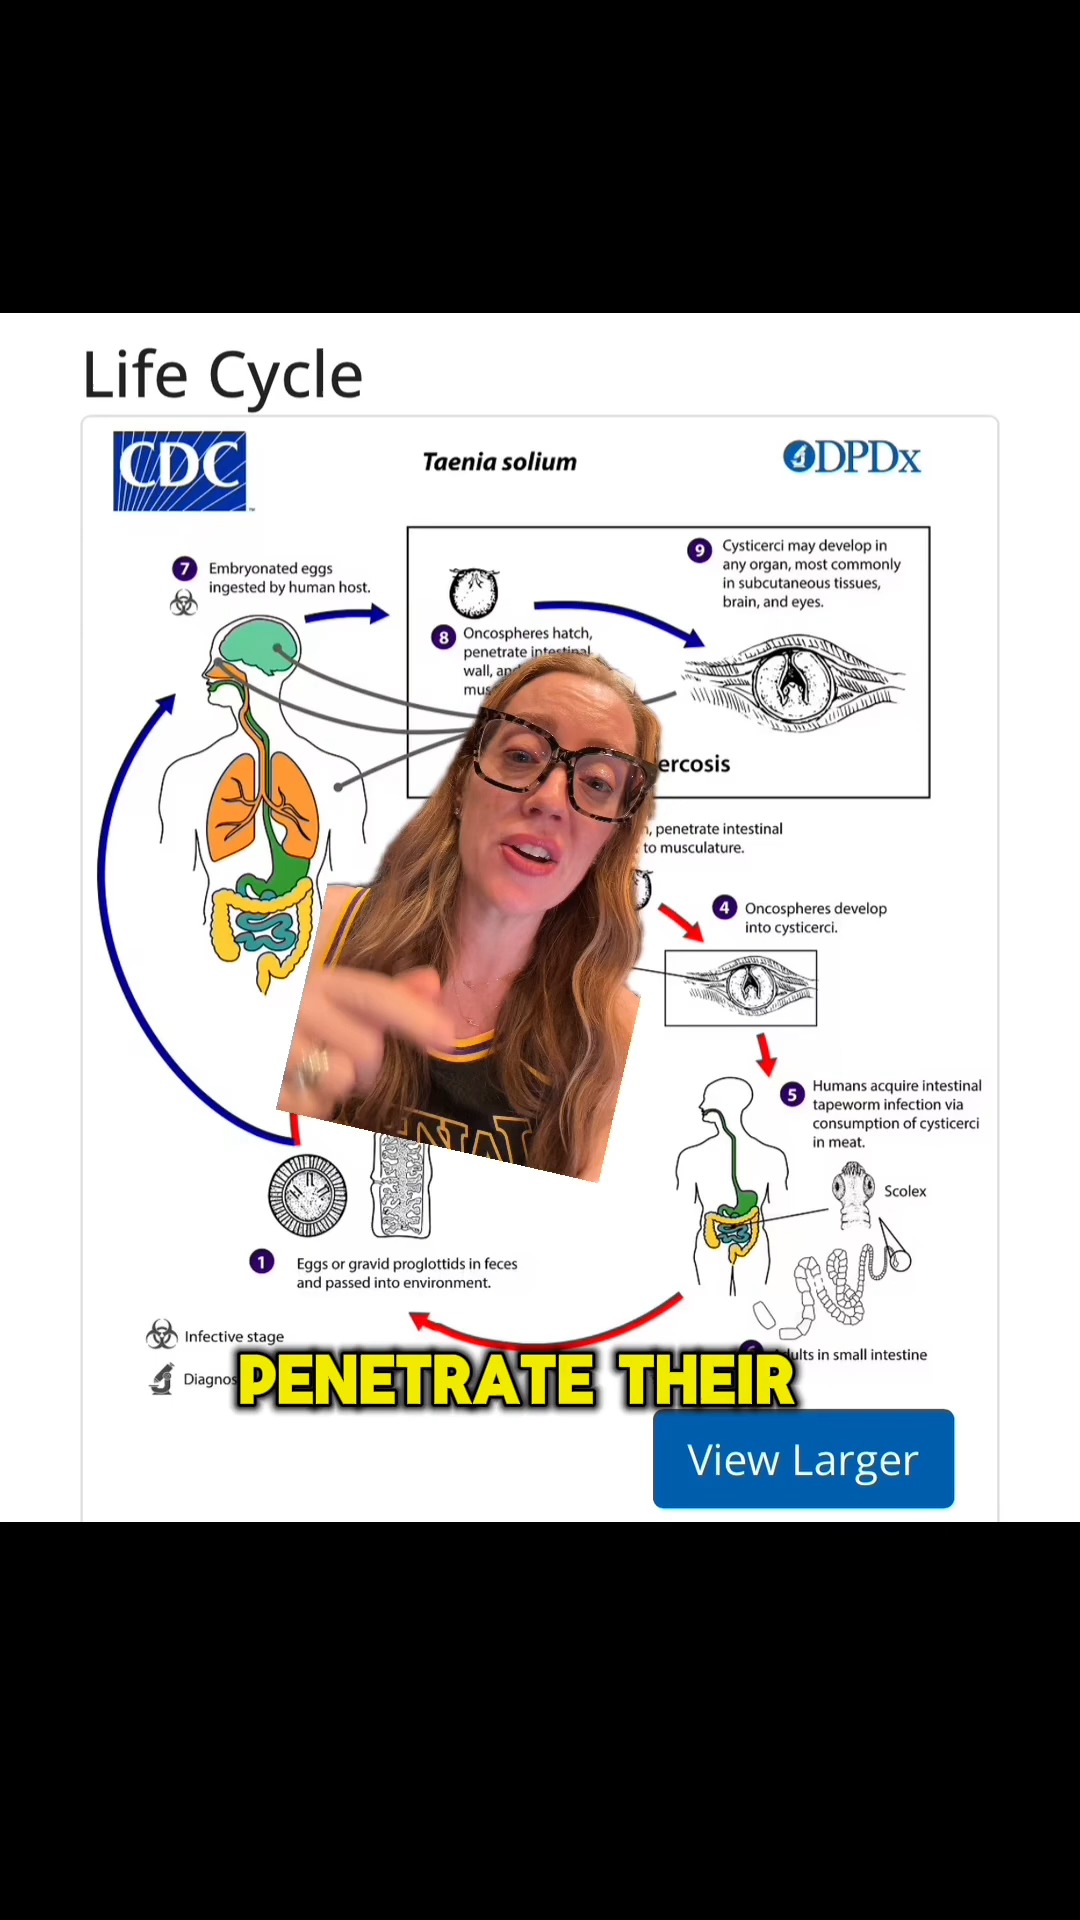 Life Cycle
CDC
Taenia solium
DPDx
7 Embryonated eggs
ingested by human host.
9 Cysticerci may develop in
any organ, most commonly
in subcutaneous tissues,
brain, and eyes.
8 Oncospheres hatch,
penetrate intestinal
wall,
ercosis
penetrate intestinal
to musculature.
4 Oncospheres develop
into cysticerci.
5 Humans acquire intestinal
tapeworm infection via
consumption of cysticerci
in meat.
Scolex
1 Eggs or gravid proglottids in feces
and passed into environment.
Infective stage
Adults in small intestine
Diagnos
PENETRATE THEIR
View Larger